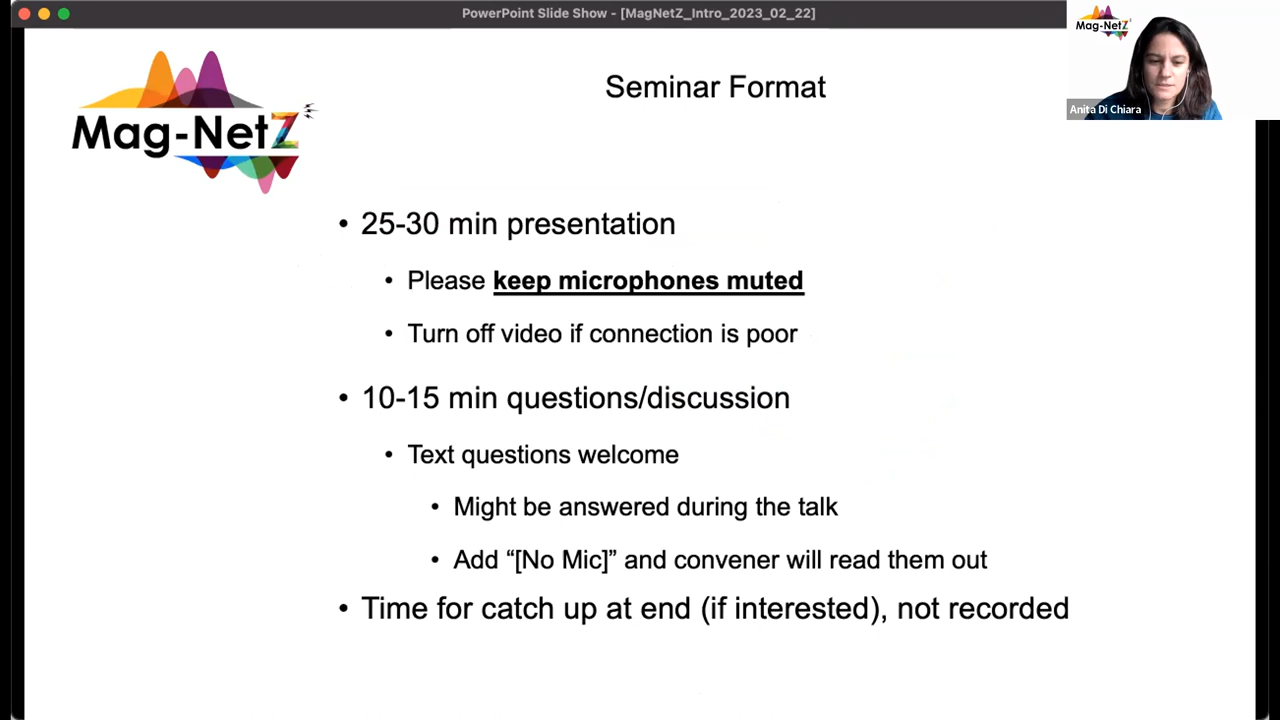 PowerPoint Slide Show - [MagNetZ_Intro_2023_02_22]
Mag-NetZ
Anita Di Chiara
Mag-NetZ
Seminar Format
• 25-30 min presentation
• Please keep microphones muted
• Turn off video if connection is poor
• 10-15 min questions/discussion
• Text questions welcome
• Might be answered during the talk
• Add “[No Mic]” and convener will read them out
• Time for catch up at end (if interested), not recorded